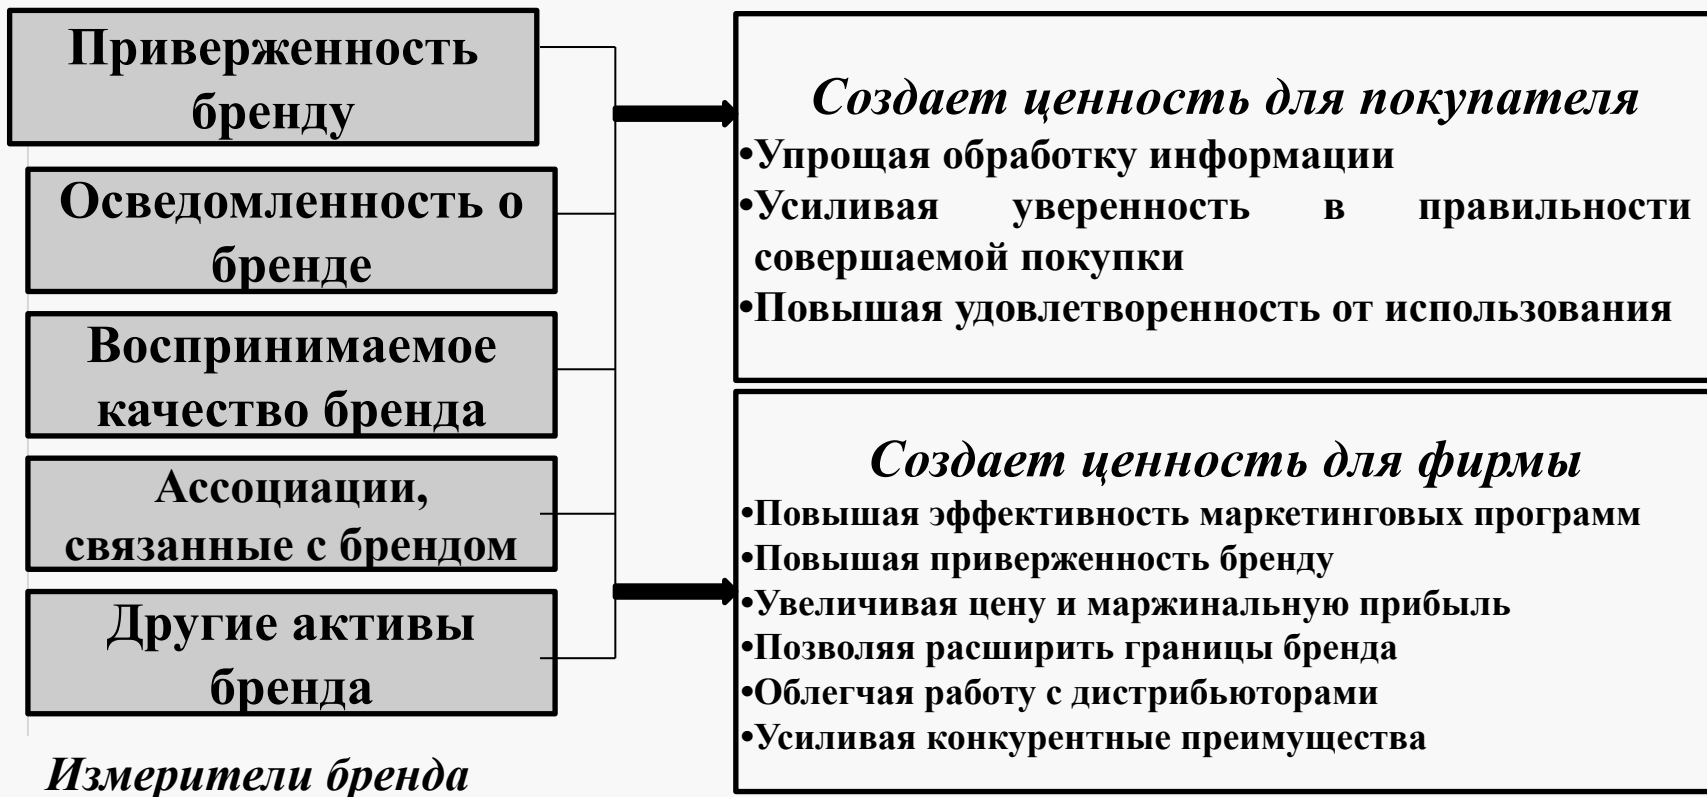 Приверженность
бренду
Осведомленность о
бренде
Воспринимаемое
качество бренда
Ассоциации,
связанные с брендом
Другие активы
бренда
Измерители бренда
Создает ценность для покупателя
•Упрощая обработку информации
•Усиливая уверенность в правильности
совершаемой покупки
•Повышая удовлетворенность от использования
Создает ценность для фирмы
•Повышая эффективность маркетинговых программ
•Повышая приверженность бренду
•Увеличивая цену и маржинальную прибыль
•Позволяя расширить границы бренда
•Облегчая работу с дистрибьюторами
•Усиливая конкурентные преимущества